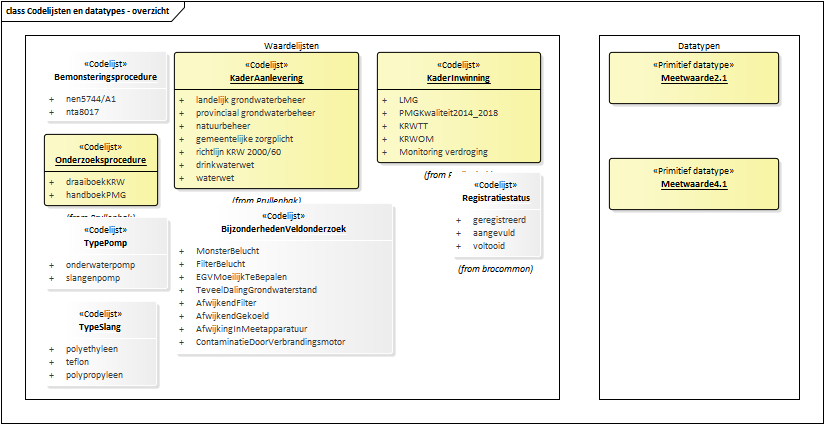 class Codelijsten en datatypes - overzicht
Waardelijsten
«Codelijst»
Bemonsteringsprocedure
+ nen5744/A1
+ nta8017
«Codelijst»
KaderAanlevering
+ landelijk grondwaterbeheer
+ provinciaal grondwaterbeheer
+ natuurbeheer
+ gemeentelijke zorgplicht
+ richtlijn KRW 2000/60
+ drinkwaterwet
+ waterwet
(from Prullenbak)
«Codelijst»
KaderInwinning
+ LMG
+ PMGKwaliteit2014_2018
+ KRWTT
+ KRWOM
+ Monitoring verdroging
(from
«Codelijst»
Onderzoeksprocedure
+ draaiboekKRW
+ handboekPMG
(from Prullenbak)
«Codelijst»
Registratiestatus
+ geregistreerd
+ aangevuld
+ voltooid
(from brocommon)
«Codelijst»
TypePomp
+ onderwaterpomp
+ slangenpomp
«Codelijst»
BijzonderhedenVeldonderzoek
+ MonsterBelucht
+ FilterBelucht
+ EGVMoeilijkTeBepalen
+ TeveelDalingGrondwaterstand
+ AfwijkendFilter
+ AfwijkendGekoeld
+ AfwijkingInMeetapparatuur
+ ContaminatieDoorVerbrandingsmotor
«Codelijst»
TypeSlang
+ polyethyleen
+ teflon
+ polypropyleen
Datatypen
«Primitief datatype»
Meetwaarde2.1
«Primitief datatype»
Meetwaarde4.1